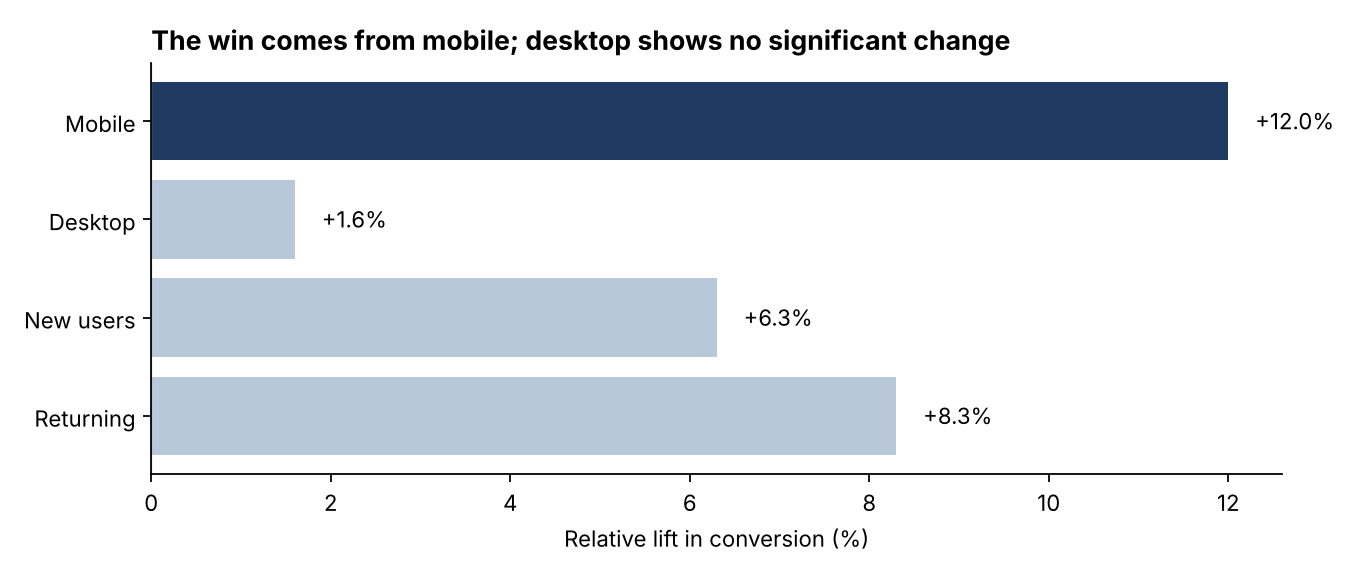 The win comes from mobile; desktop shows no significant change
Mobile
+12.0%
Desktop
+1.6%
New users
+6.3%
Returning
+8.3%
0 2 4 6 8 10 12
Relative lift in conversion (%)